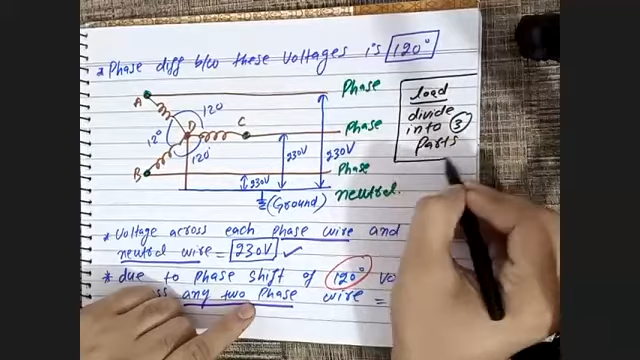 * Phase diff b/w these Voltages is 120°
A
120
Phase
load
divide
into 3
Parts
C
Phase
D
12°
120°
230V
230V
B
230V
Phase
(Ground)
neutral.
* Voltage across each phase wire and
neutral wire = 230V ✓
* due to phase shift of 120°
any two phase wire =